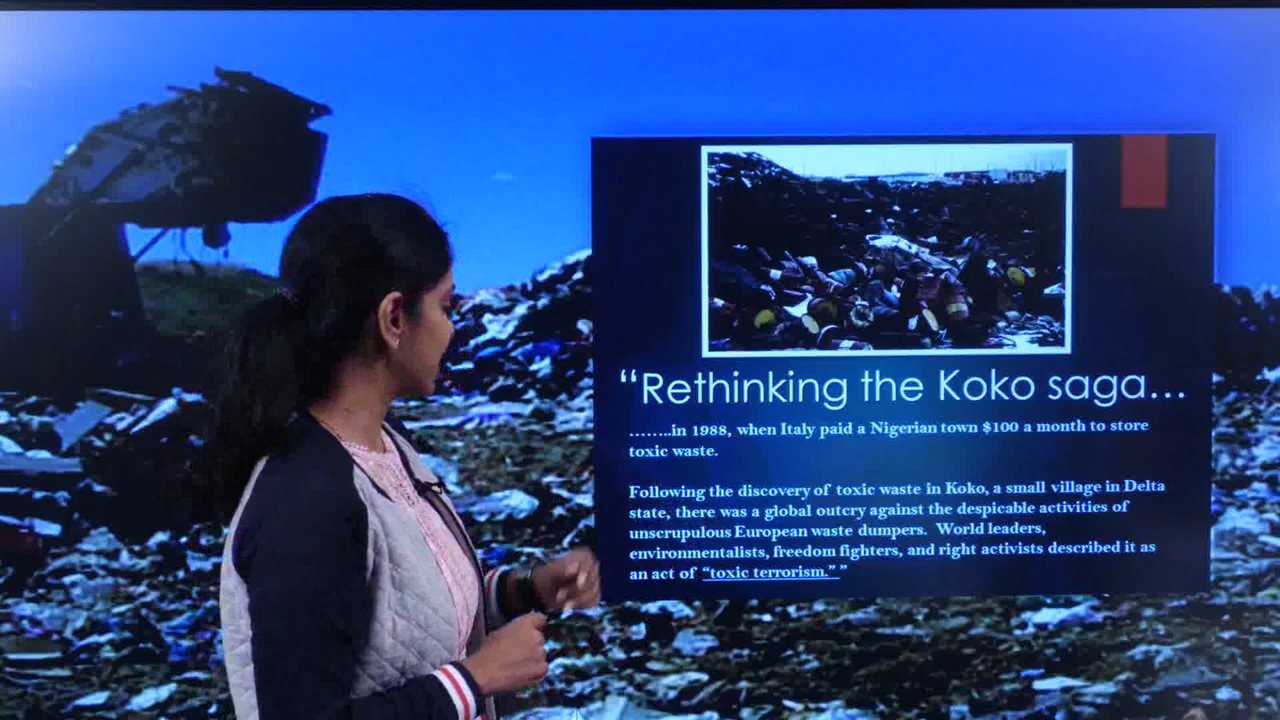 “Rethinking the Koko saga...
........in 1988, when Italy paid a Nigerian town $100 a month to store
toxic waste.
Following the discovery of toxic waste in Koko, a small village in Delta
state, there was a global outcry against the despicable activities of
unscrupulous European waste dumpers.  World leaders,
environmentalists, freedom fighters, and right activists described it as
an act of “toxic terrorism.” ”